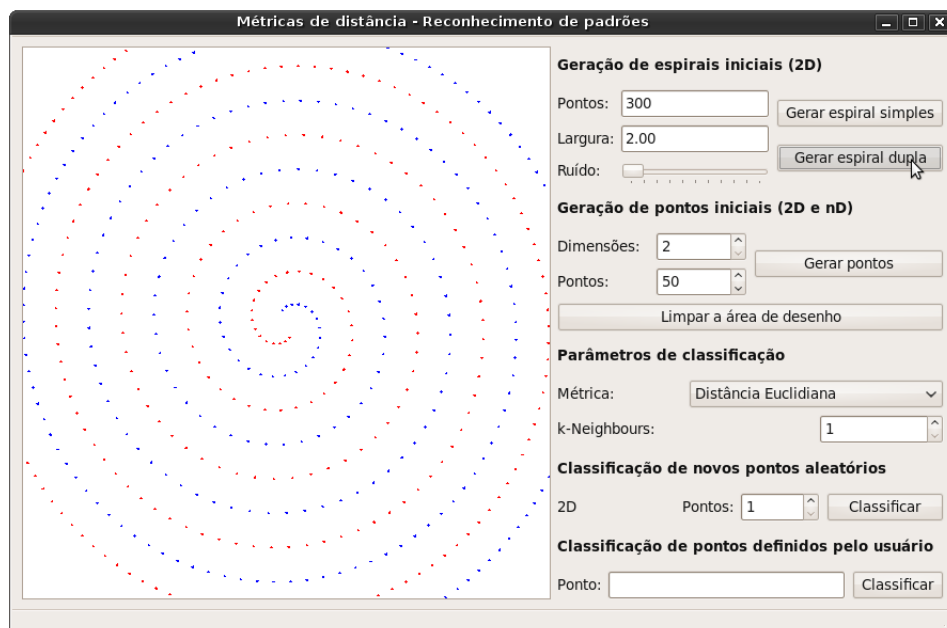 Métricas de distância - Reconhecimento de padrões
Geração de espirais iniciais (2D)
Pontos: 300
Gerar espiral simples
Largura: 2.00
Gerar espiral dupla
Ruído:
Geração de pontos iniciais (2D e nD)
Dimensões: 2
Gerar pontos
Pontos: 50
Limpar a área de desenho
Parâmetros de classificação
Métrica: Distância Euclidiana
k-Neighbours: 1
Classificação de novos pontos aleatórios
2D Pontos: 1 Classificar
Classificação de pontos definidos pelo usuário
Ponto: Classificar